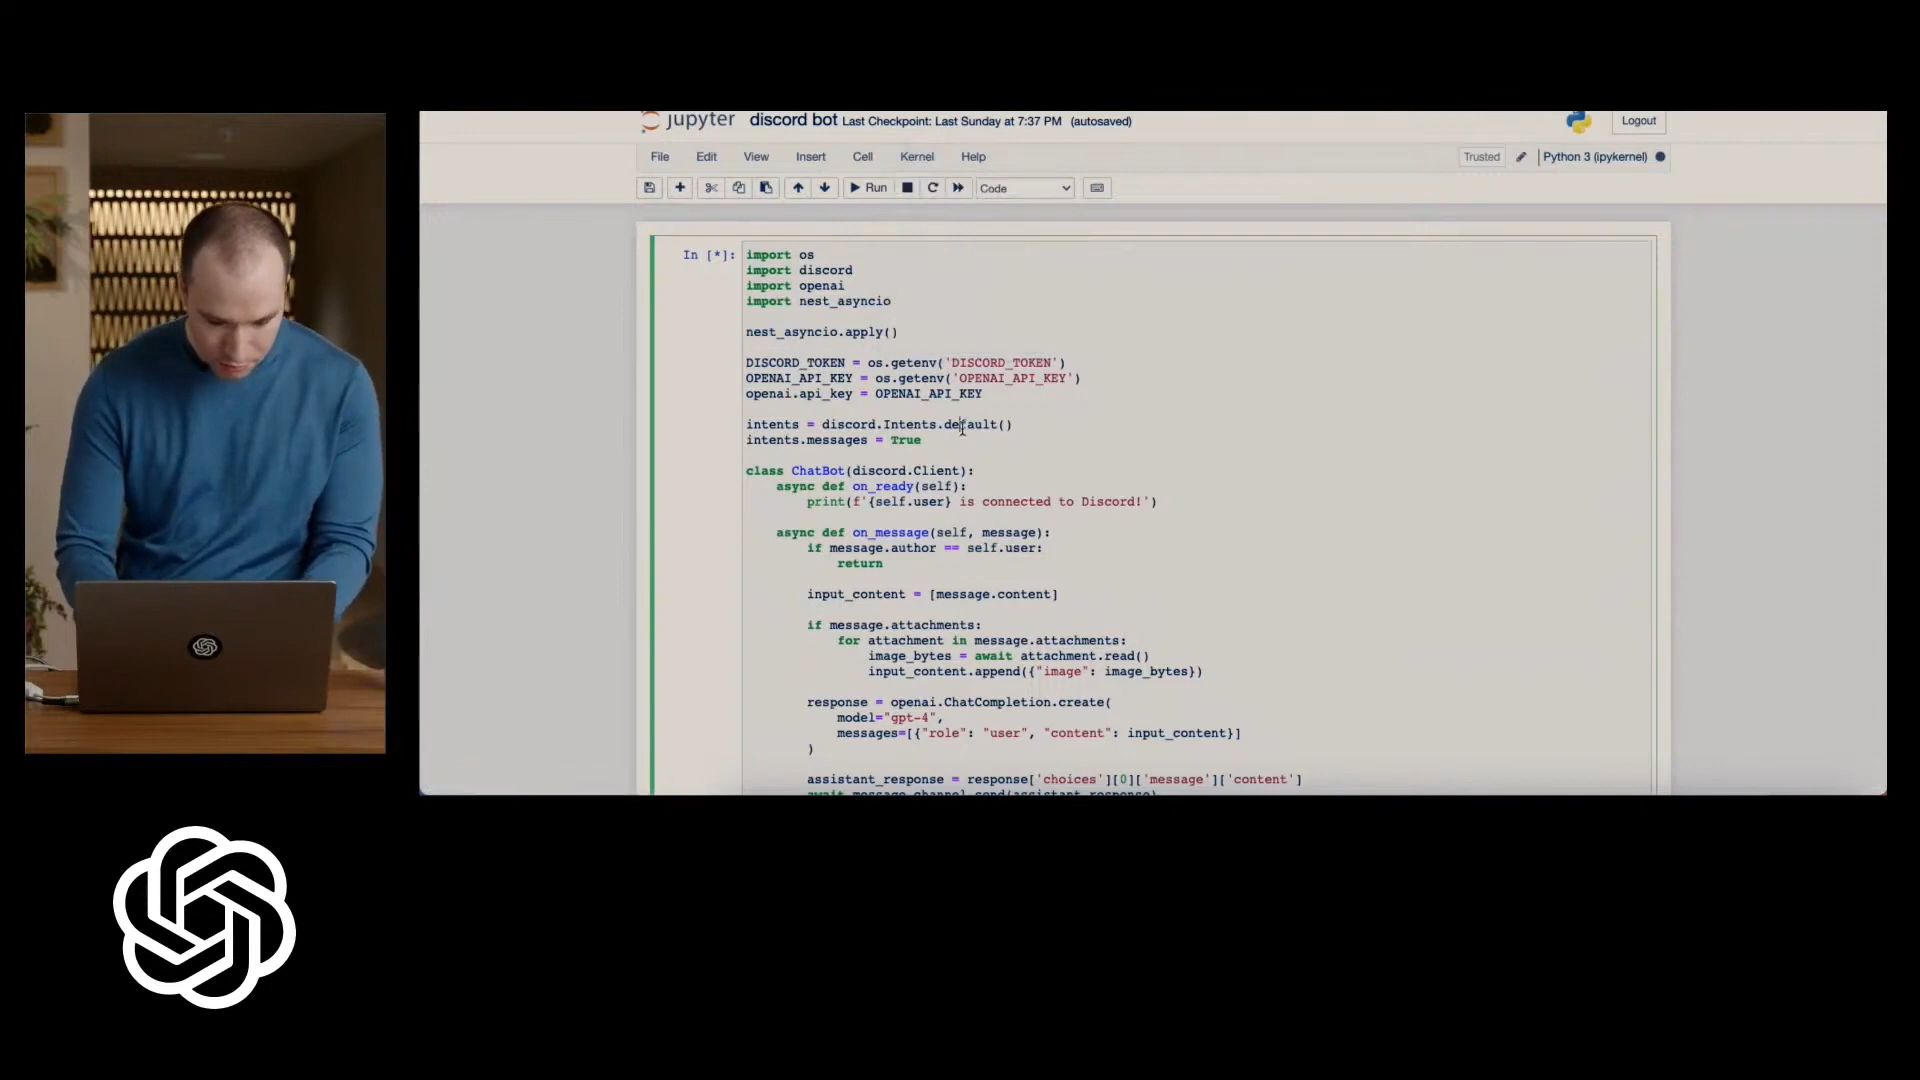 jupyter discord bot Last Checkpoint: Last Sunday at 7:37 PM (autosaved)
Logout
File Edit View Insert Cell Kernel Help
Trusted Python 3 (ipykernel)
Run Code
In [*]:
import os
import discord
import openai
import nest_asyncio
nest_asyncio.apply()
DISCORD_TOKEN = os.getenv('DISCORD_TOKEN')
OPENAI_API_KEY = os.getenv('OPENAI_API_KEY')
openai.api_key = OPENAI_API_KEY
intents = discord.Intents.default()
intents.messages = True
class ChatBot(discord.Client):
    async def on_ready(self):
        print(f'{self.user} is connected to Discord!')
    async def on_message(self, message):
        if message.author == self.user:
            return
        input_content = [message.content]
        if message.attachments:
            for attachment in message.attachments:
                image_bytes = await attachment.read()
                input_content.append({"image": image_bytes})
        response = openai.ChatCompletion.create(
            model="gpt-4",
            messages=[{"role": "user", "content": input_content}]
        )
        assistant_response = response['choices'][0]['message']['content']
        await message.channel.send(assistant_response)